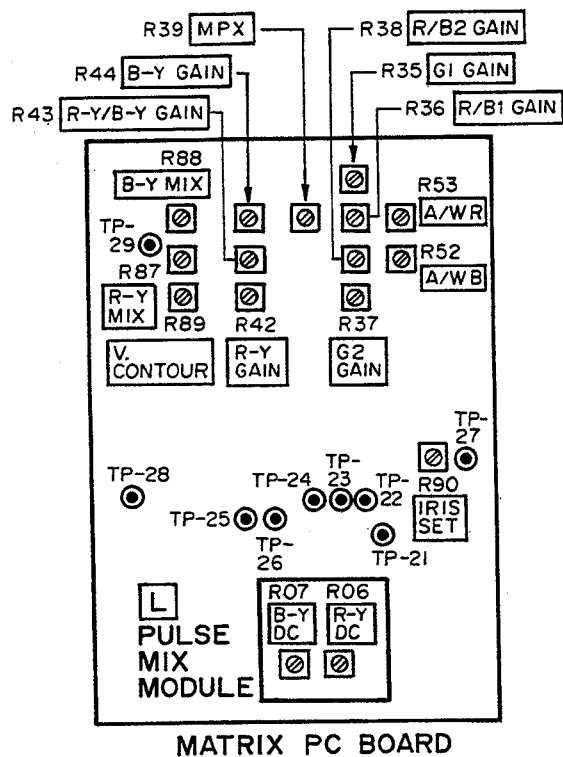 R39 MPX
R38 R/B2 GAIN
R44 B-Y GAIN
R35 G1 GAIN
R43 R-Y/B-Y GAIN
R36 R/B1 GAIN
R88
B-Y MIX
R53
A/WR
TP-
29
R52
A/WB
R87
R-Y
MIX
R89
R42
R37
V.
CONTOUR
R-Y
GAIN
G2
GAIN
TP-
27
TP-28
TP-24
TP-
23
TP-
22
R90
IRIS
SET
TP-25
TP-
26
TP-21
R07
R06
B-Y
DC
R-Y
DC
L
PULSE
MIX
MODULE
MATRIX PC BOARD